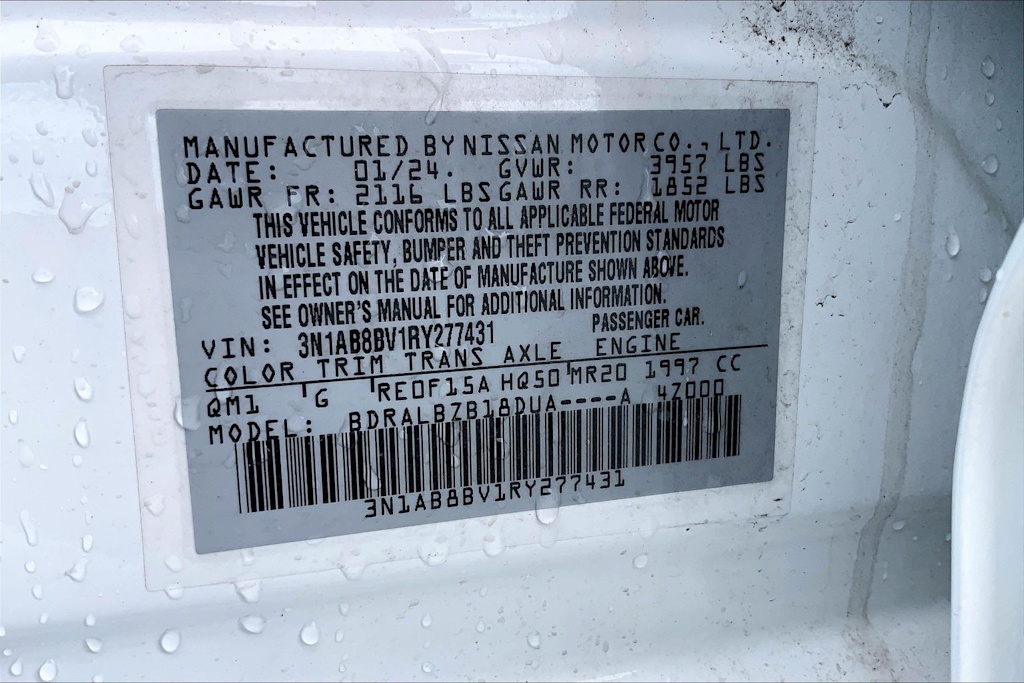 MANUFACTURED BY NISSAN MOTOR CO., LTD.
DATE: 01/24. GVWR: 3957 LBS
GAWR FR: 2116 LBS GAWR RR: 1852 LBS
THIS VEHICLE CONFORMS TO ALL APPLICABLE FEDERAL MOTOR
VEHICLE SAFETY, BUMPER AND THEFT PREVENTION STANDARDS
IN EFFECT ON THE DATE OF MANUFACTURE SHOWN ABOVE.
SEE OWNER'S MANUAL FOR ADDITIONAL INFORMATION.
VIN: 3N1AB8BV1RY277431 PASSENGER CAR.
COLOR TRIM TRANS AXLE ENGINE
QM1 G RE0F15A HQ50 MR20 1997 CC
MODEL: BDRALBZB18DUA----A 4Z000
3N1AB8BV1RY277431